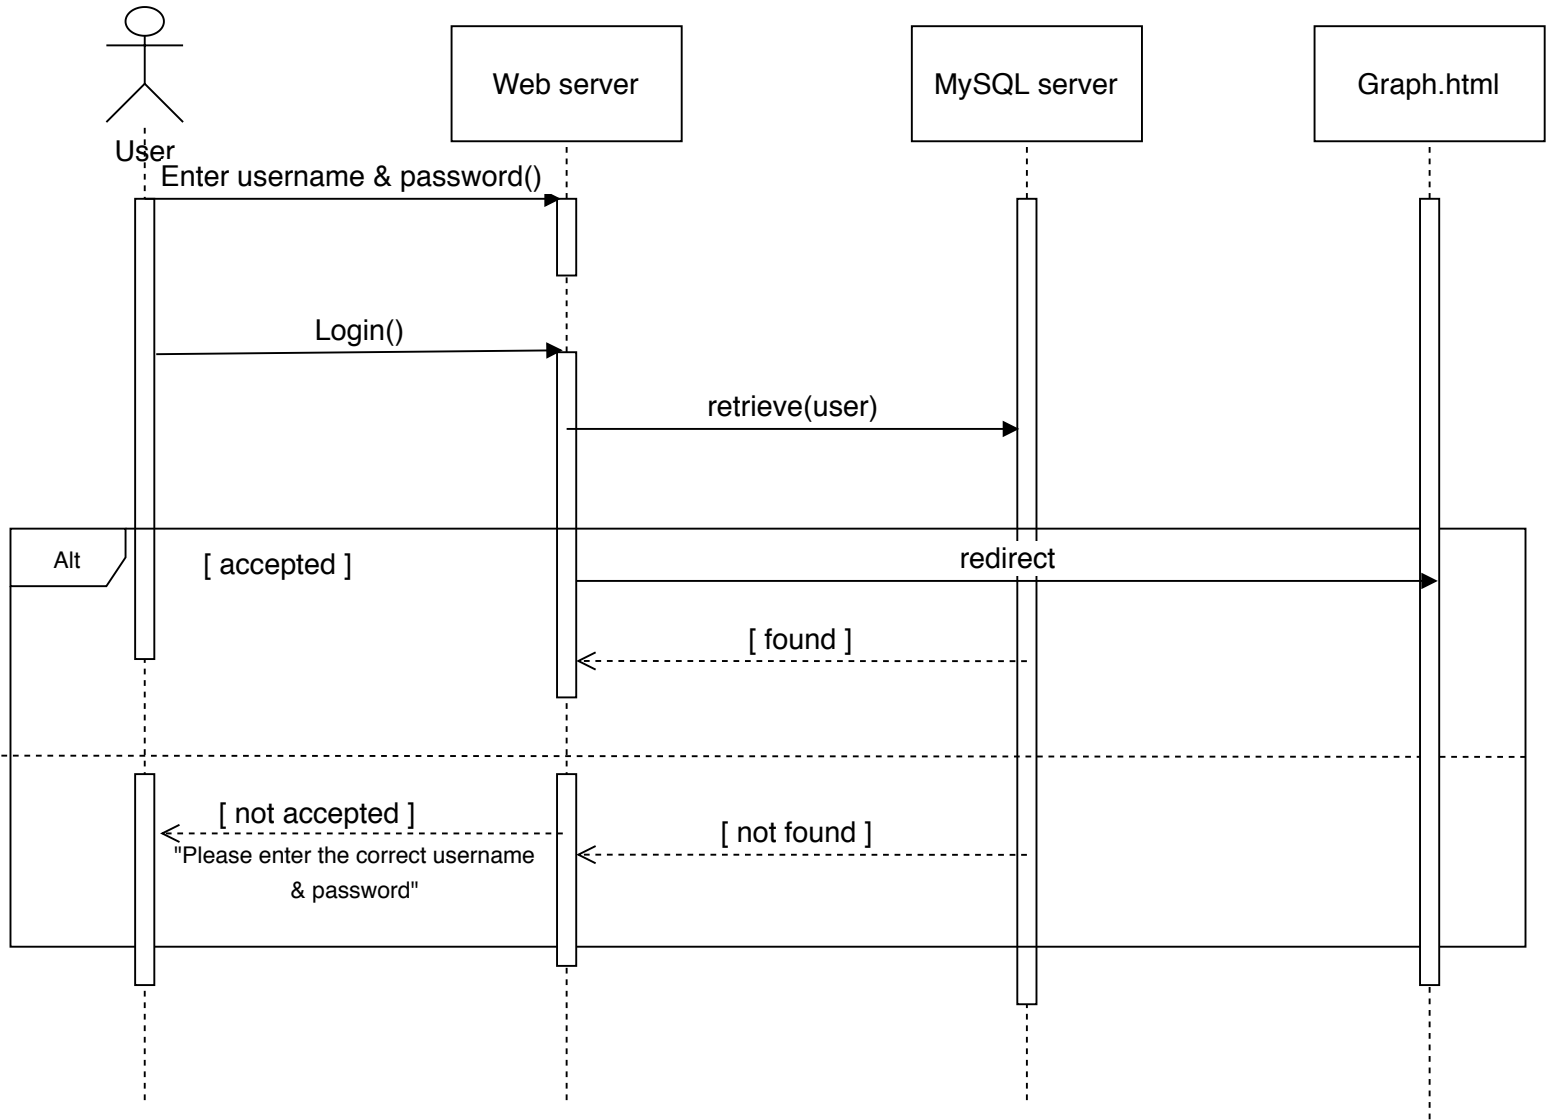 Web server
MySQL server
Graph.html
User
Enter username & password()
Login()
retrieve(user)
Alt
[ accepted ]
redirect
[ found ]
[ not accepted ]
[ not found ]
"Please enter the correct username
& password"